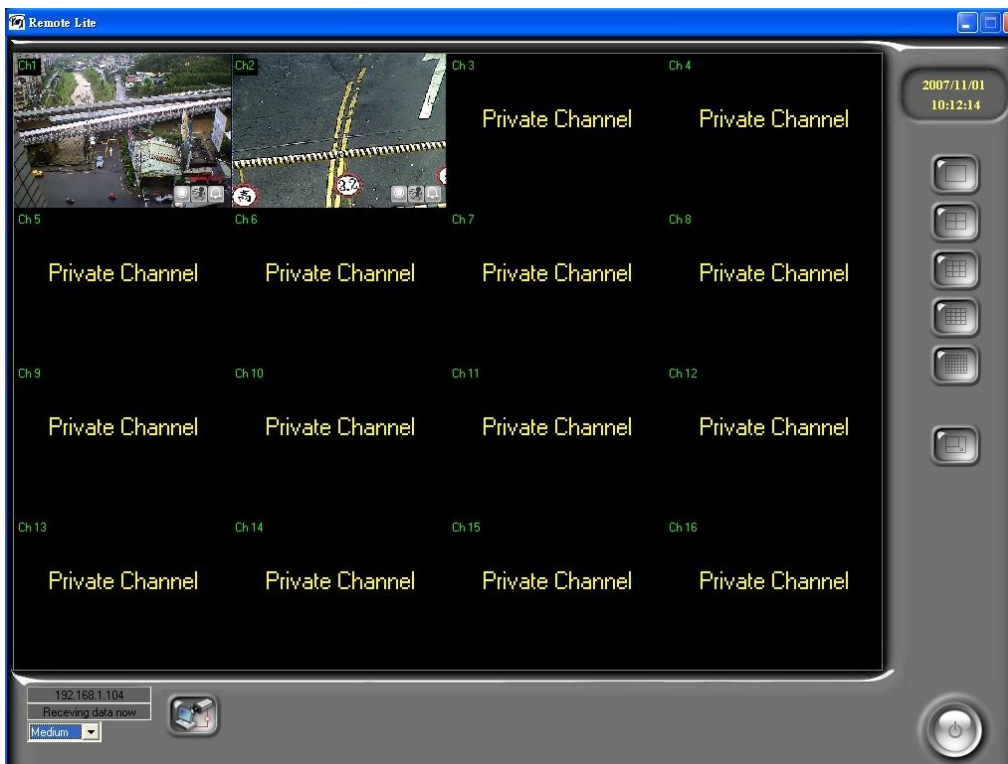 Remote Lite
2007/11/01
10:12:14
Ch1
Ch2
Ch 3
Ch 4
高
3.2
Private Channel
Private Channel
Ch 5
Ch 6
Ch 7
Ch 8
Private Channel
Private Channel
Private Channel
Private Channel
Ch 9
Ch 10
Ch 11
Ch 12
Private Channel
Private Channel
Private Channel
Private Channel
Ch 13
Ch 14
Ch 15
Ch 16
Private Channel
Private Channel
Private Channel
Private Channel
192.168.1.104
Receving data now
Medium